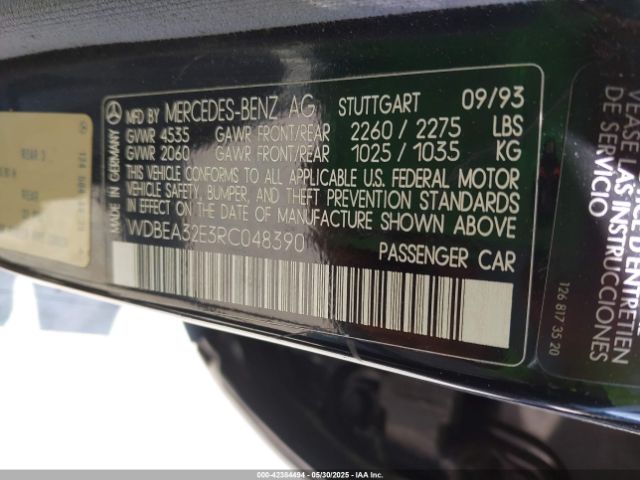 MADE IN GERMANY
MFD BY MERCEDES-BENZ AG STUTTGART 09/93
GVWR 4535 GAWR FRONT/REAR 2260 / 2275 LBS
GVWR 2060 GAWR FRONT/REAR 1025 / 1035 KG
THIS VEHICLE CONFORMS TO ALL APPLICABLE U.S. FEDERAL MOTOR
VEHICLE SAFETY, BUMPER, AND THEFT PREVENTION STANDARDS
IN EFFECT ON THE DATE OF MANUFACTURE SHOWN ABOVE
WDBEA32E3RC048390
PASSENGER CAR
VEASE L'ENTRETIEN
LAS INSTRUCCIONES
DE SERVICIO
126 817 35 20
REAR
000-42384494 | 05/30/2025 | IAA Inc.